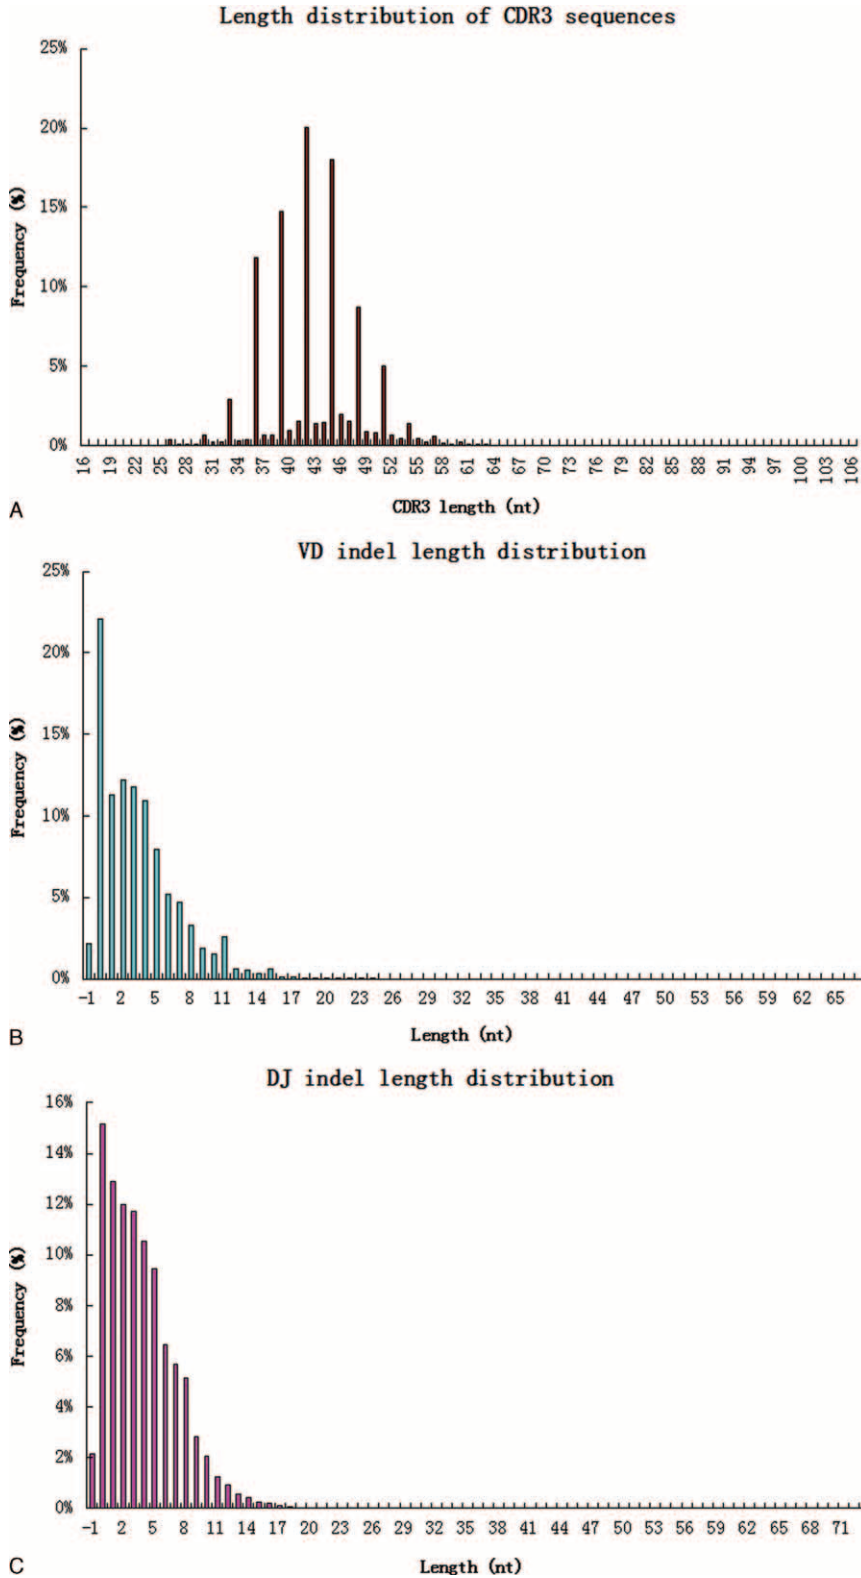 Length distribution of CDR3 sequences
25%
20%
15%
10%
5%
0%
Frequency (%)
16 19 22 25 28 31 34 37 40 43 46 49 52 55 58 61 64 67 70 73 76 79 82 85 88 91 94 97 100 103 106
CDR3 length (nt)
A
VD indel length distribution
25%
20%
15%
10%
5%
0%
Frequency (%)
-1 2 5 8 11 14 17 20 23 26 29 32 35 38 41 44 47 50 53 56 59 62 65
Length (nt)
B
DJ indel length distribution
16%
14%
12%
10%
8%
6%
4%
2%
0%
Frequency (%)
-1 2 5 8 11 14 17 20 23 26 29 32 35 38 41 44 47 50 53 56 59 62 65 68 71
Length (nt)
C